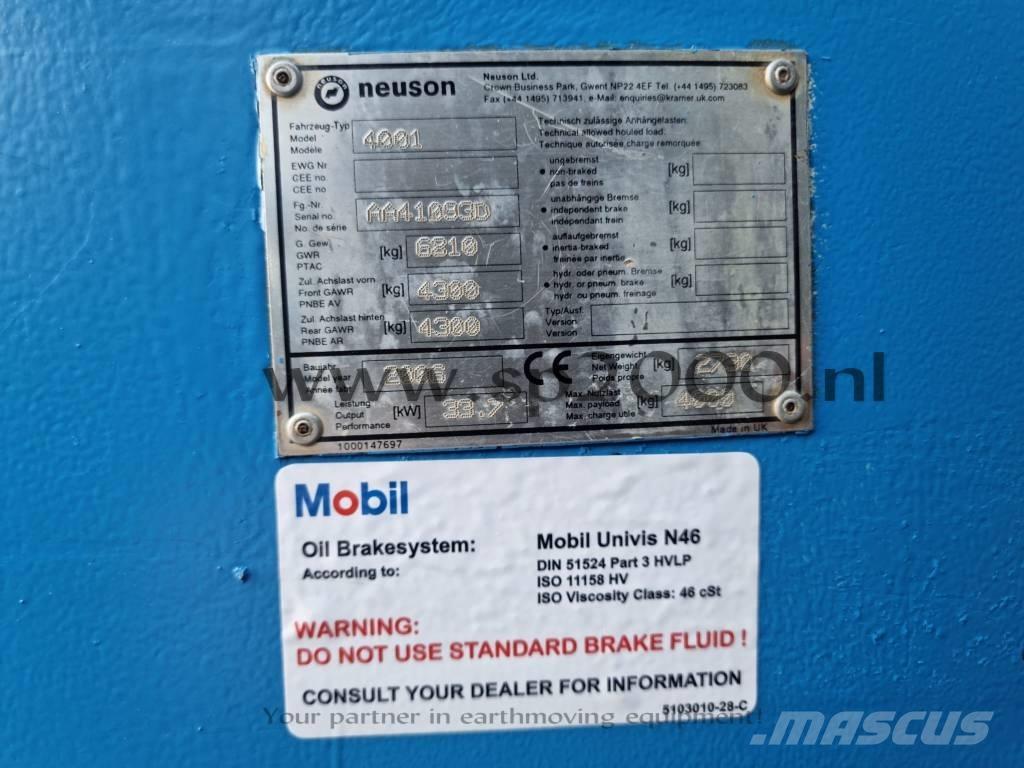 neuson
Neuson Ltd.
Crown Business Park, Gwent NP22 4EF Tel. (+44 1495) 723083
Fax (+44 1495) 713941, e-Mail: enquiries@kramer.uk.com
Fahrzeug-Typ
Model
Modèle
4001
EWG Nr
CEE no
CEE no
Fg.-Nr.
Serial no.
No. de série
AA41083D
G. Gew.
GWR
PTAC
[kg]
6810
Zul. Achslast vorn
Front GAWR
PNBE AV
[kg]
4300
Zul. Achslast hinten
Rear GAWR
PNBE AR
[kg]
4300
Technisch zulässige Anhängelasten:
Technical allowed houled load:
Technique autorisée charge remorquée
ungebremst
non-braked
pas de freins
[kg]
unabhängige Bremse
independent brake
indépendant frein
[kg]
auflaufgebremst
inertia-braked
freinée par inertie
[kg]
hydr. oder pneum. Bremse
hydr. or pneum. brake
hydr. ou pneum. freinage
[kg]
Typ/Ausf.
Version
Version
Baujahr
Model year
Année fabr.
Leistung
Output
Performance
[kW]
33.7
CE
Eigengewicht
Net Weight
Poids propre
[kg]
Max. Nutzlast
Max. payload
Max. charge utile
[kg]
1000147697
Made in UK
Mobil
Oil Brakesystem:
According to:
Mobil Univis N46
DIN 51524 Part 3 HVLP
ISO 11158 HV
ISO Viscosity Class: 46 cSt
WARNING:
DO NOT USE STANDARD BRAKE FLUID !
CONSULT YOUR DEALER FOR INFORMATION
5103010-28-C
Your partner in earthmoving equipment!
MASCUS